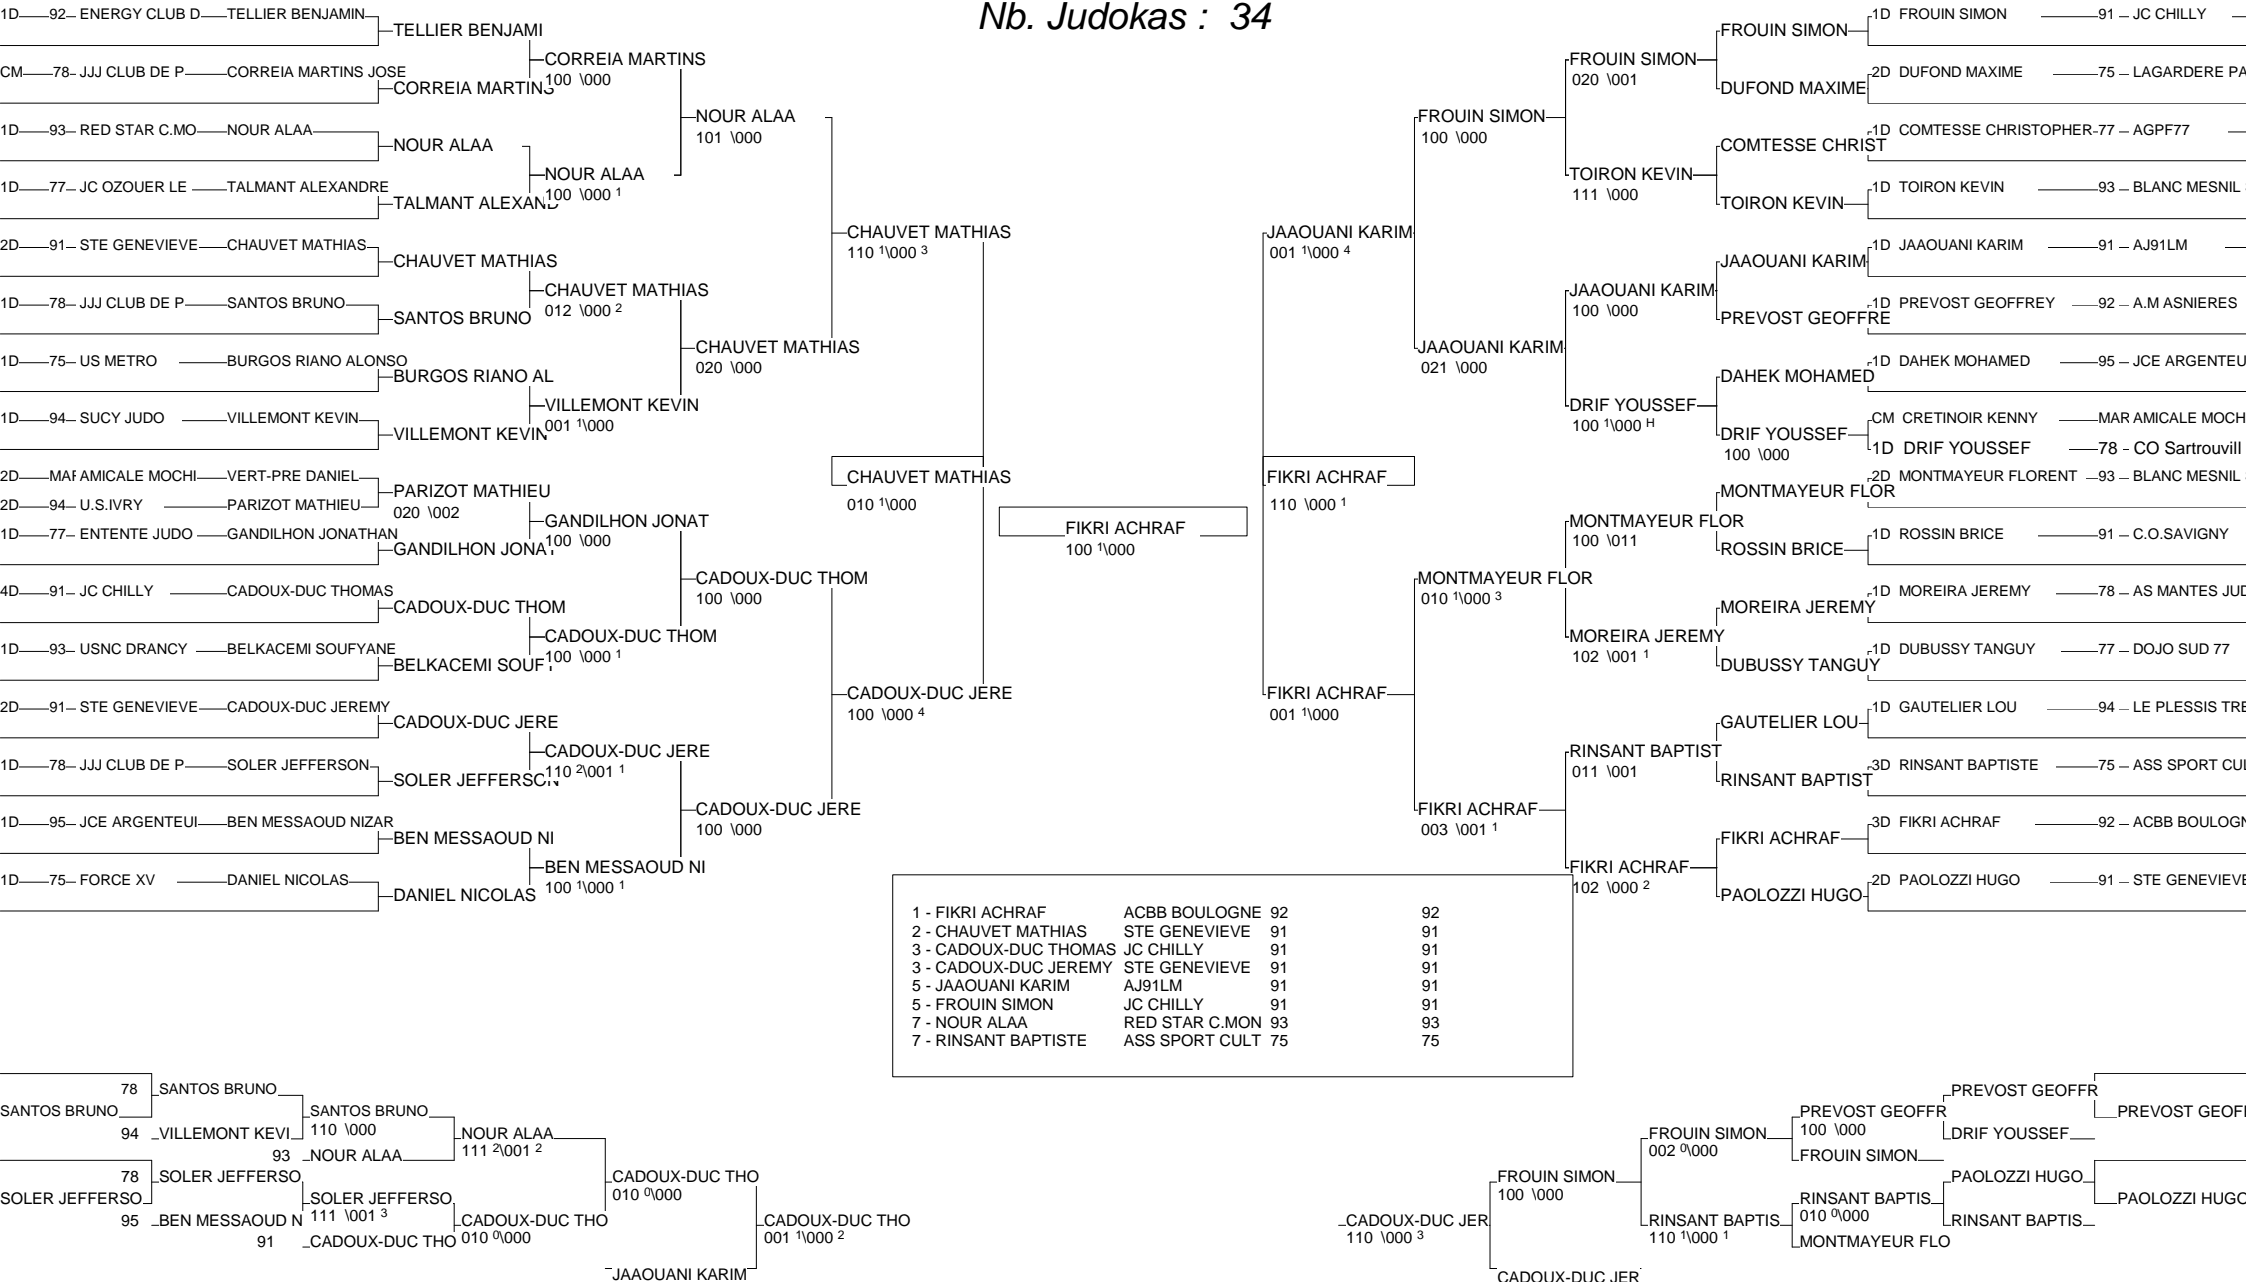 Nb. Judokas : 34
1D 92 ENERGY CLUB D TELLIER BENJAMIN
TELLIER BENJAMI
CORREIA MARTINS
100 \000
CM 78 JJJ CLUB DE P CORREIA MARTINS JOSE
CORREIA MARTINS
NOUR ALAA
101 \000
1D 93 RED STAR C.MO NOUR ALAA
NOUR ALAA
NOUR ALAA
100 \000 1
1D 77 JC OZOUER LE TALMANT ALEXANDRE
TALMANT ALEXAND
CHAUVET MATHIAS
110 1\000 3
2D 91 STE GENEVIEVE CHAUVET MATHIAS
CHAUVET MATHIAS
CHAUVET MATHIAS
012 \000 2
1D 78 JJJ CLUB DE P SANTOS BRUNO
SANTOS BRUNO
CHAUVET MATHIAS
020 \000
1D 75 US METRO BURGOS RIANO ALONSO
BURGOS RIANO AL
VILLEMONT KEVIN
001 1\000
1D 94 SUCY JUDO VILLEMONT KEVIN
VILLEMONT KEVIN
CHAUVET MATHIAS
010 1\000
2D MAR AMICALE MOCHI VERT-PRE DANIEL
PARIZOT MATHIEU
020 \002
2D 94 U.S.IVRY PARIZOT MATHIEU
GANDILHON JONAT
100 \000
1D 77 ENTENTE JUDO GANDILHON JONATHAN
GANDILHON JONAT
CADOUX-DUC THOM
100 \000
4D 91 JC CHILLY CADOUX-DUC THOMAS
CADOUX-DUC THOM
CADOUX-DUC THOM
100 \000 1
1D 93 USNC DRANCY BELKACEMI SOUFYANE
BELKACEMI SOUFY
CADOUX-DUC JERE
100 \000 4
2D 91 STE GENEVIEVE CADOUX-DUC JEREMY
CADOUX-DUC JERE
CADOUX-DUC JERE
110 2\001 1
1D 78 JJJ CLUB DE P SOLER JEFFERSON
SOLER JEFFERSON
CADOUX-DUC JERE
100 \000
1D 95 JCE ARGENTEUI BEN MESSAOUD NIZAR
BEN MESSAOUD NI
BEN MESSAOUD NI
100 1\000 1
1D 75 FORCE XV DANIEL NICOLAS
DANIEL NICOLAS
FIKRI ACHRAF
100 1\000
FROUIN SIMON
1D FROUIN SIMON 91 JC CHILLY
FROUIN SIMON
020 \001
DUFOND MAXIME
2D DUFOND MAXIME 75 LAGARDERE PA
FROUIN SIMON
100 \000
COMTESSE CHRIST
1D COMTESSE CHRISTOPHER 77 AGPF77
TOIRON KEVIN
111 \000
TOIRON KEVIN
1D TOIRON KEVIN 93 BLANC MESNIL
JAAOUANI KARIM
001 1\000 4
JAAOUANI KARIM
1D JAAOUANI KARIM 91 AJ91LM
JAAOUANI KARIM
100 \000
PREVOST GEOFFRE
1D PREVOST GEOFFREY 92 A.M ASNIERES
JAAOUANI KARIM
021 \000
DAHEK MOHAMED
1D DAHEK MOHAMED 95 JCE ARGENTEU
DRIF YOUSSEF
100 1\000 H
DRIF YOUSSEF
100 \000
CM CRETINOIR KENNY MAR AMICALE MOCH
1D DRIF YOUSSEF 78 - CO Sartrouvill
FIKRI ACHRAF
110 \000 1
MONTMAYEUR FLOR
2D MONTMAYEUR FLORENT 93 BLANC MESNIL
MONTMAYEUR FLOR
100 \011
ROSSIN BRICE
1D ROSSIN BRICE 91 C.O.SAVIGNY
MONTMAYEUR FLOR
010 1\000 3
MOREIRA JEREMY
1D MOREIRA JEREMY 78 AS MANTES JUD
MOREIRA JEREMY
102 \001 1
DUBUSSY TANGUY
1D DUBUSSY TANGUY 77 DOJO SUD 77
FIKRI ACHRAF
001 1\000
GAUTELIER LOU
1D GAUTELIER LOU 94 LE PLESSIS TRE
RINSANT BAPTIST
011 \001
RINSANT BAPTIST
3D RINSANT BAPTISTE 75 ASS SPORT CUL
FIKRI ACHRAF
003 \001 1
FIKRI ACHRAF
3D FIKRI ACHRAF 92 ACBB BOULOGN
FIKRI ACHRAF
102 \000 2
PAOLOZZI HUGO
2D PAOLOZZI HUGO 91 STE GENEVIEVE
1 - FIKRI ACHRAF ACBB BOULOGNE 92 92
2 - CHAUVET MATHIAS STE GENEVIEVE 91 91
3 - CADOUX-DUC THOMAS JC CHILLY 91 91
3 - CADOUX-DUC JEREMY STE GENEVIEVE 91 91
5 - JAAOUANI KARIM AJ91LM 91 91
5 - FROUIN SIMON JC CHILLY 91 91
7 - NOUR ALAA RED STAR C.MON 93 93
7 - RINSANT BAPTISTE ASS SPORT CULT 75 75
78 SANTOS BRUNO
SANTOS BRUNO
SANTOS BRUNO
110 \000
94 VILLEMONT KEVI
NOUR ALAA
111 2\001 2
93 NOUR ALAA
78 SOLER JEFFERSO
CADOUX-DUC THO
010 0\000
SOLER JEFFERSO
SOLER JEFFERSO
111 \001 3
95 BEN MESSAOUD N
CADOUX-DUC THO
010 0\000
CADOUX-DUC THO
001 1\000 2
91 CADOUX-DUC THO
JAAOUANI KARIM
PREVOST GEOFFR
PREVOST GEOFF
PREVOST GEOFFR
100 \000
FROUIN SIMON
002 0\000
DRIF YOUSSEF
FROUIN SIMON
FROUIN SIMON
100 \000
PAOLOZZI HUGO
PAOLOZZI HUGO
RINSANT BAPTIS
010 0\000
CADOUX-DUC JER
110 \000 3
RINSANT BAPTIS
110 1\000 1
RINSANT BAPTIS
MONTMAYEUR FLO
CADOUX-DUC JER